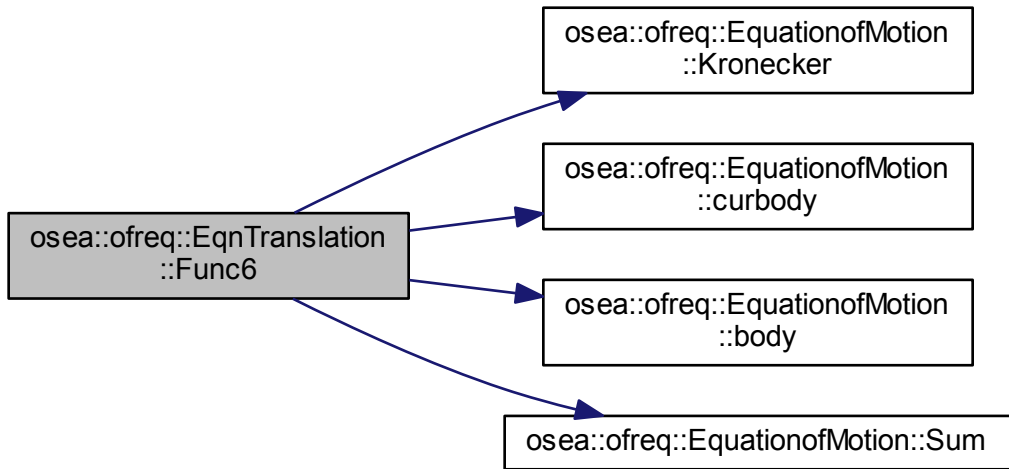 osea::ofreq::EqnTranslation
::Func6
osea::ofreq::EquationofMotion
::Kronecker
osea::ofreq::EquationofMotion
::curbody
osea::ofreq::EquationofMotion
::body
osea::ofreq::EquationofMotion::Sum